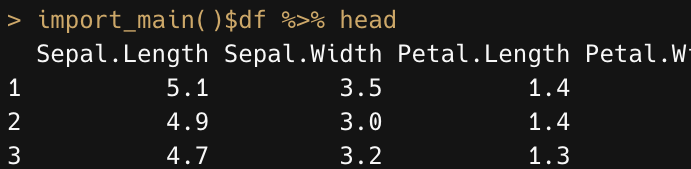 > import_main()$df %>% head
Sepal.Length Sepal.Width Petal.Length
1 5.1 3.5 1.4
2 4.9 3.0 1.4
3 4.7 3.2 1.3